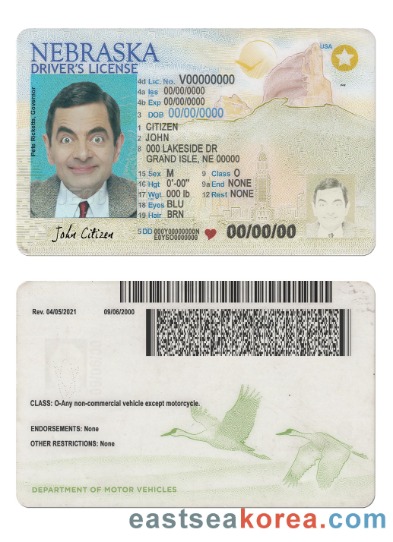 NEBRASKA
USA
DRIVER'S LICENSE
Pete Ricketts, Governor
4d Lic. No. V00000000
4a Iss 00/00/0000
4b Exp 00/00/0000
3 DOB 00/00/0000
1 CITIZEN
2 JOHN
8 000 LAKESIDE DR
GRAND ISLE, NE 00000
15 Sex M 9 Class O
16 Hgt 0'-00" 9a End NONE
17 Wgt 000 lb 12 Rest NONE
18 Eyes BLU
19 Hair BRN
John Citizen
5 DD 000Y00000000N
E0YSC0000000
00/00/00
Rev. 04/05/2021 09/06/2000
CLASS: O-Any non-commercial vehicle except motorcycle.
ENDORSEMENTS: None
OTHER RESTRICTIONS: None
DEPARTMENT OF MOTOR VEHICLES
eastseakorea.com